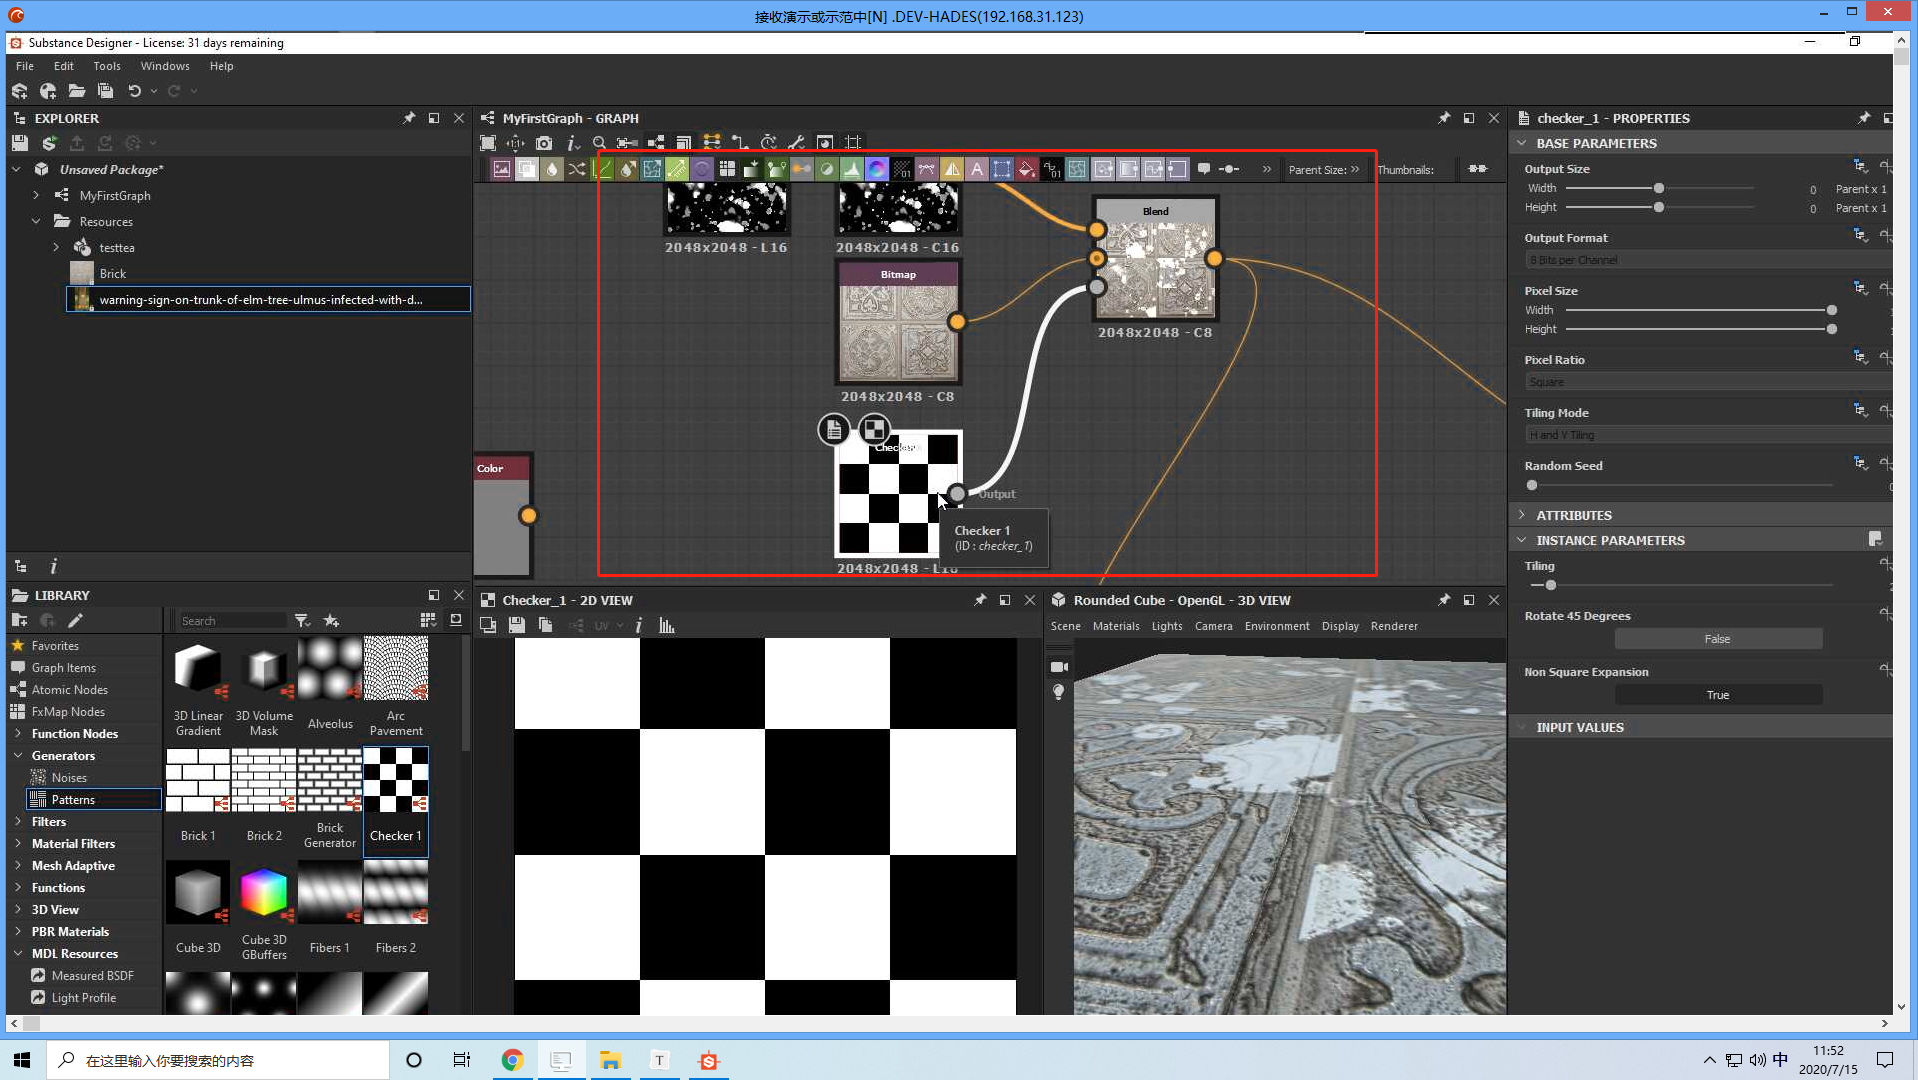 接收演示或示范中[N] .DEV-HADES(192.168.31.123)
Substance Designer - License: 31 days remaining
File Edit Tools Windows Help
EXPLORER
Unsaved Package*
MyFirstGraph
Resources
testtea
Brick
warning-sign-on-trunk-of-elm-tree-ulmus-infected-with-d...
MyFirstGraph - GRAPH
Parent Size: »
Thumbnails:
2048x2048 - L16
2048x2048 - C16
Bitmap
2048x2048 - C8
Blend
2048x2048 - C8
Color
Output
Checker 1
(ID : checker_1)
2048x2048 - L16
checker_1 - PROPERTIES
BASE PARAMETERS
Output Size
Width 0 Parent x 1
Height 0 Parent x 1
Output Format
8 Bits per Channel
Pixel Size
Width
Height
Pixel Ratio
Square
Tiling Mode
H and V Tiling
Random Seed
ATTRIBUTES
INSTANCE PARAMETERS
Tiling
Rotate 45 Degrees
False
Non Square Expansion
True
INPUT VALUES
LIBRARY
Search
Favorites
Graph Items
Atomic Nodes
FxMap Nodes
Function Nodes
Generators
Noises
Patterns
Filters
Material Filters
Mesh Adaptive
Functions
3D View
PBR Materials
MDL Resources
Measured BSDF
Light Profile
3D Linear Gradient
3D Volume Mask
Alveolus
Arc Pavement
Brick 1
Brick 2
Brick Generator
Checker 1
Cube 3D
Cube 3D GBuffers
Fibers 1
Fibers 2
Checker_1 - 2D VIEW
UV
Rounded Cube - OpenGL - 3D VIEW
Scene Materials Lights Camera Environment Display Renderer
在这里输入你要搜索的内容
中
11:52
2020/7/15